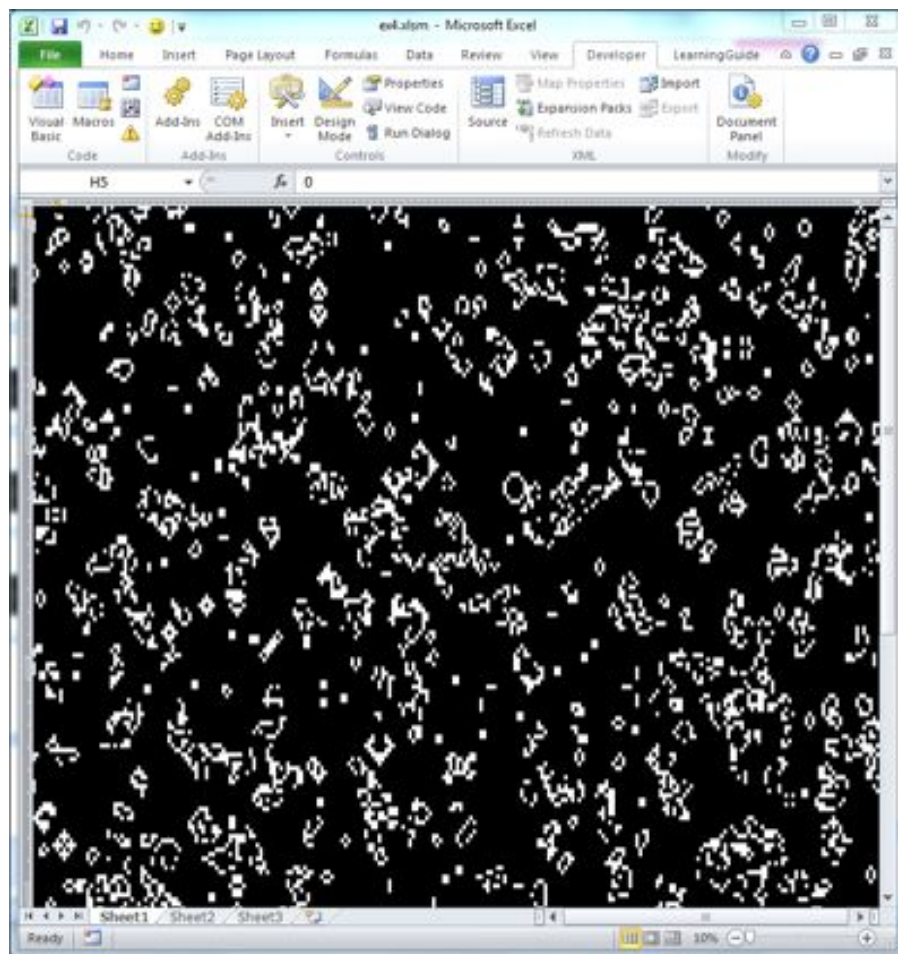 ex4.xlsm - Microsoft Excel
File Home Insert Page Layout Formulas Data Review View Developer LearningGuide
Visual Basic Macros Add-Ins COM Add-Ins Insert Design Mode Properties View Code Run Dialog Source Map Properties Expansion Packs Refresh Data Import Export Document Panel
Code Add-Ins Controls XML Modify
H5 fx 0
Sheet1 Sheet2 Sheet3
Ready 10%